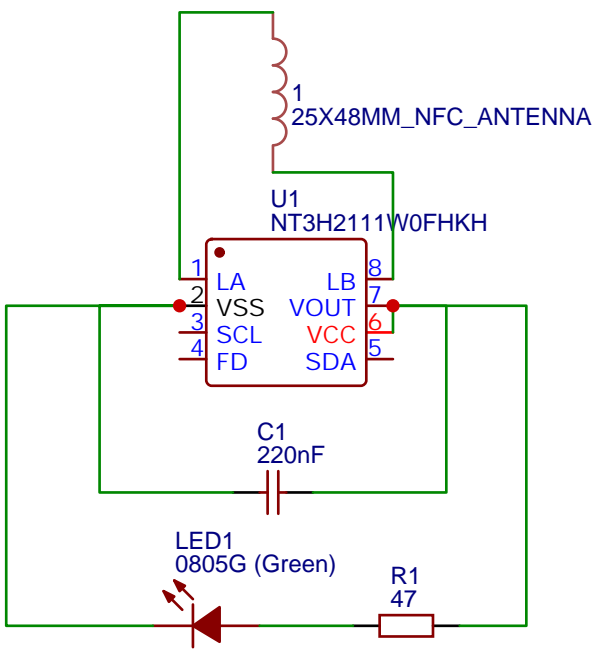 1
25X48MM_NFC_ANTENNA
U1
NT3H2111W0FHKH
1 LA LB 8
2 VSS VOUT 7
3 SCL VCC 6
4 FD SDA 5
C1
220nF
LED1
0805G (Green)
R1
47